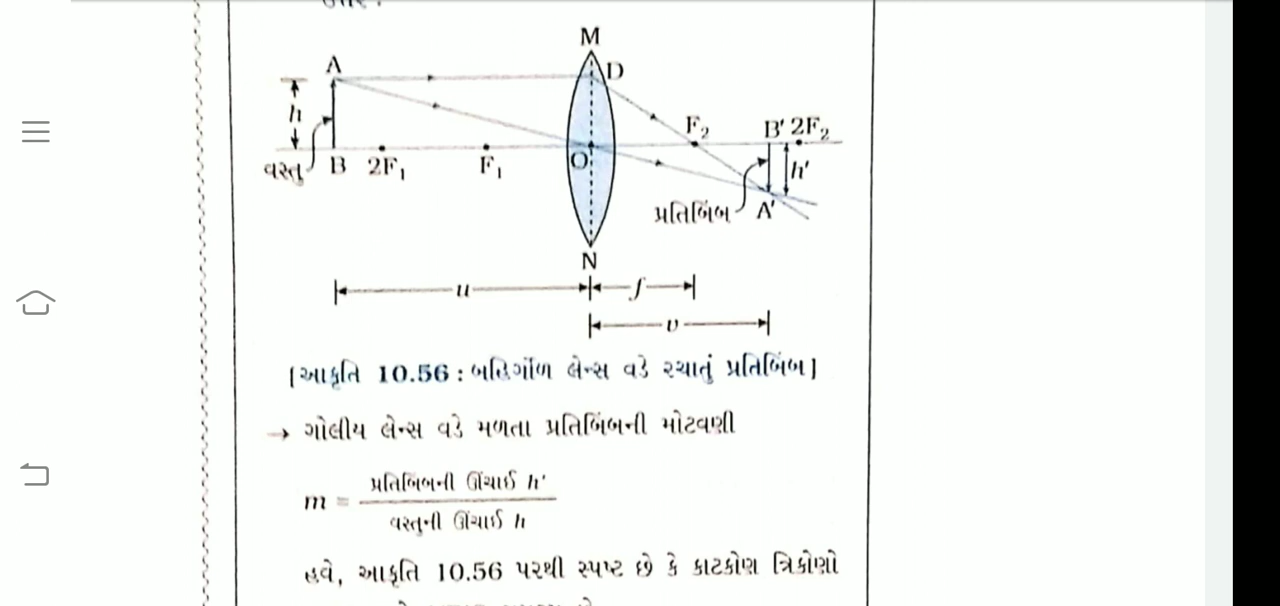 M
A
D
h
F₂
B' 2F₂
વસ્તુ
B 2F₁
F₁
O
h'
પ્રતિબિંબ
A'
N
u
f
v
[આકૃતિ 10.56 : બહિર્ગોળ લેન્સ વડે રચાતું પ્રતિબિંબ]
→ ગોલીય લેન્સ વડે મળતા પ્રતિબિંબની મોટવણી
m = પ્રતિબિંબની ઊંચાઈ h'
વસ્તુની ઊંચાઈ h
હવે, આકૃતિ 10.56 પરથી સ્પષ્ટ છે કે કાટકોણ ત્રિકોણો